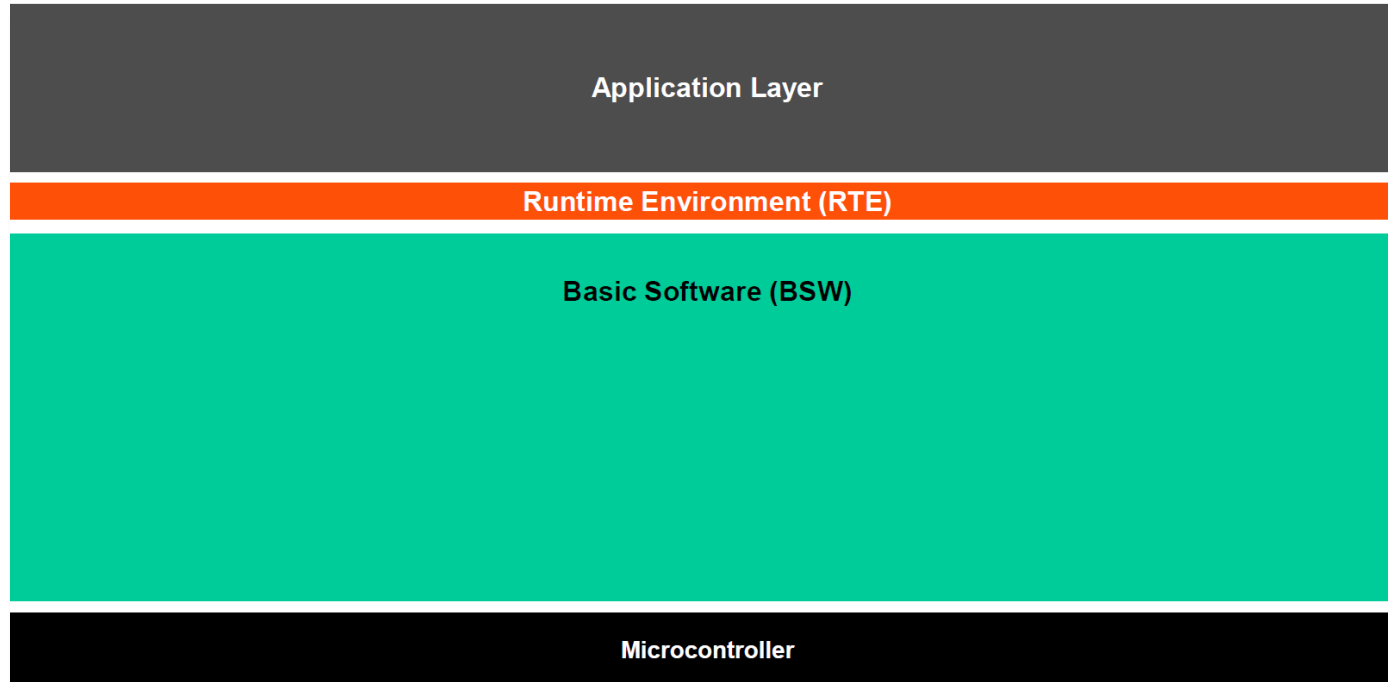 Application Layer
Runtime Environment (RTE)
Basic Software (BSW)
Microcontroller